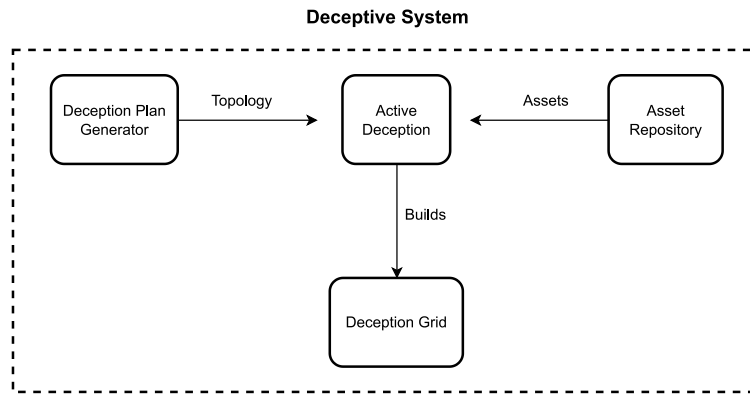 Deceptive System
Deception Plan
Generator
Topology
Active
Deception
Assets
Asset
Repository
Builds
Deception Grid